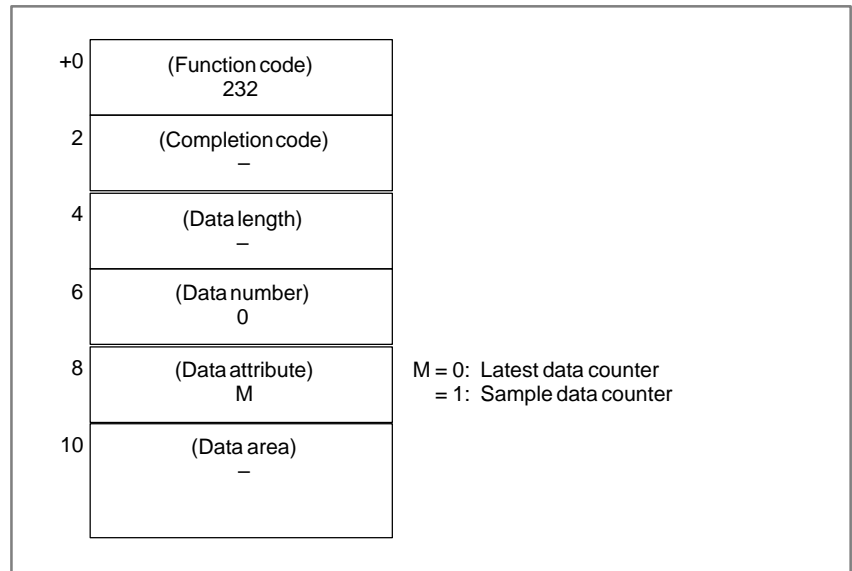 +0 (Function code)
232
2 (Completion code)
–
4 (Data length)
–
6 (Data number)
0
8 (Data attribute) M = 0: Latest data counter
M = 1: Sample data counter
10 (Data area)
–